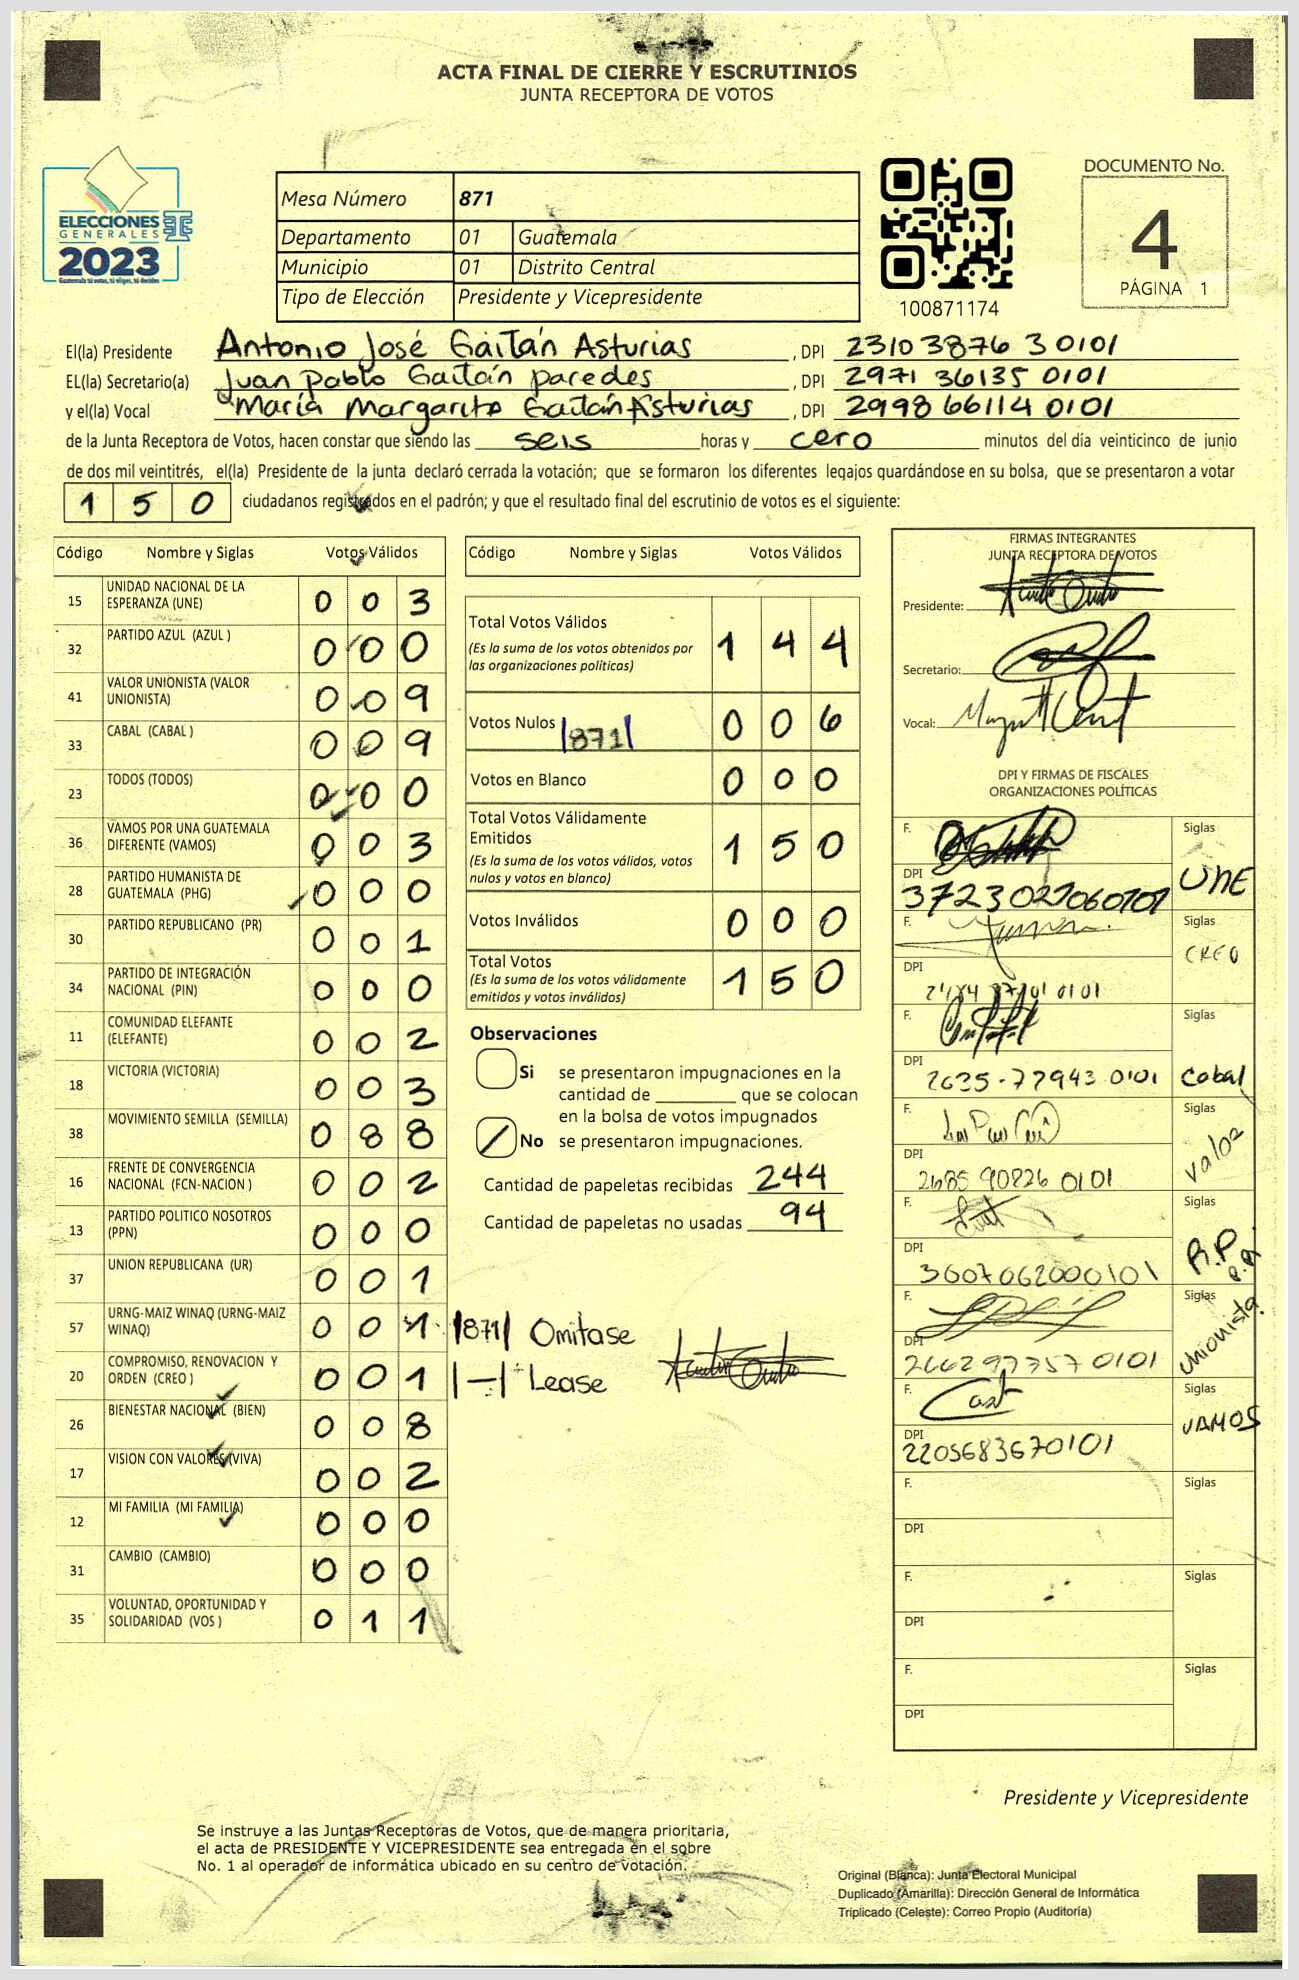 ACTA FINAL DE CIERRE Y ESCRUTINIOS
JUNTA RECEPTORA DE VOTOS
ELECCIONES
GENERALES
2023
Guatemala tú votas, tú eliges, tú decides
Mesa Número 871
Departamento 01 Guatemala
Municipio 01 Distrito Central
Tipo de Elección Presidente y Vicepresidente
100871174
DOCUMENTO No.
4
PÁGINA 1
El(la) Presidente Antonio José Gaitán Asturias, DPI 23103876 3 0101
EL(la) Secretario(a) Juan Pablo Gaitán paredes, DPI 2971 36135 0101
y el(la) Vocal María Margarita Gaitán Asturias, DPI 2998 66114 0101
de la Junta Receptora de Votos, hacen constar que siendo las seis horas y cero minutos del día veinticinco de junio
de dos mil veintitrés, el(la) Presidente de la junta declaró cerrada la votación; que se formaron los diferentes legajos guardándose en su bolsa, que se presentaron a votar
1 5 0 ciudadanos registrados en el padrón; y que el resultado final del escrutinio de votos es el siguiente:
Código Nombre y Siglas Votos Válidos
15 UNIDAD NACIONAL DE LA ESPERANZA (UNE) 0 0 3
32 PARTIDO AZUL (AZUL ) 0 0 0
41 VALOR UNIONISTA (VALOR UNIONISTA) 0 0 9
33 CABAL (CABAL ) 0 0 9
23 TODOS (TODOS) 0 0 0
36 VAMOS POR UNA GUATEMALA DIFERENTE (VAMOS) 0 0 3
28 PARTIDO HUMANISTA DE GUATEMALA (PHG) 0 0 0
30 PARTIDO REPUBLICANO (PR) 0 0 1
34 PARTIDO DE INTEGRACIÓN NACIONAL (PIN) 0 0 0
11 COMUNIDAD ELEFANTE (ELEFANTE) 0 0 2
18 VICTORIA (VICTORIA) 0 0 3
38 MOVIMIENTO SEMILLA (SEMILLA) 0 8 8
16 FRENTE DE CONVERGENCIA NACIONAL (FCN-NACION ) 0 0 2
13 PARTIDO POLITICO NOSOTROS (PPN) 0 0 0
37 UNION REPUBLICANA (UR) 0 0 1
57 URNG-MAIZ WINAQ (URNG-MAIZ WINAQ) 0 0 1
20 COMPROMISO, RENOVACION Y ORDEN (CREO ) 0 0 1
26 BIENESTAR NACIONAL (BIEN) 0 0 8
17 VISION CON VALORES (VIVA) 0 0 2
12 MI FAMILIA (MI FAMILIA) 0 0 0
31 CAMBIO (CAMBIO) 0 0 0
35 VOLUNTAD, OPORTUNIDAD Y SOLIDARIDAD (VOS ) 0 1 1
Código Nombre y Siglas Votos Válidos
Total Votos Válidos 1 4 4
(Es la suma de los votos obtenidos por
las organizaciones políticas)
Votos Nulos |871| 0 0 6
Votos en Blanco 0 0 0
Total Votos Válidamente
Emitidos 1 5 0
(Es la suma de los votos válidos, votos
nulos y votos en blanco)
Votos Inválidos 0 0 0
Total Votos 1 5 0
(Es la suma de los votos válidamente
emitidos y votos inválidos)
Observaciones
Si se presentaron impugnaciones en la
cantidad de ________ que se colocan
en la bolsa de votos impugnados
No se presentaron impugnaciones.
Cantidad de papeletas recibidas 244
Cantidad de papeletas no usadas 94
|871| Omitase
|—| Lease
FIRMAS INTEGRANTES
JUNTA RECEPTORA DE VOTOS
Presidente:
Secretario:
Vocal:
DPI Y FIRMAS DE FISCALES
ORGANIZACIONES POLÍTICAS
F. Siglas
DPI 3723 027060101 UNE
F. Siglas
DPI CREO
F. Siglas
DPI 2635-77943 0101 Cabal
F. Siglas
DPI 2685 90826 0101 Valor
F. Siglas
DPI 3607062000101 R.P.
F. Siglas
DPI 2662977570101 Unionista
F. Siglas
DPI 2205683670101 VAMOS
F. Siglas
DPI
F. Siglas
DPI
F. Siglas
DPI
Presidente y Vicepresidente
Se instruye a las Juntas Receptoras de Votos, que de manera prioritaria,
el acta de PRESIDENTE Y VICEPRESIDENTE sea entregada en el sobre
No. 1 al operador de informática ubicado en su centro de votación.
Original (Blanca): Junta Electoral Municipal
Duplicado (Amarilla): Dirección General de Informática
Triplicado (Celeste): Correo Propio (Auditoría)